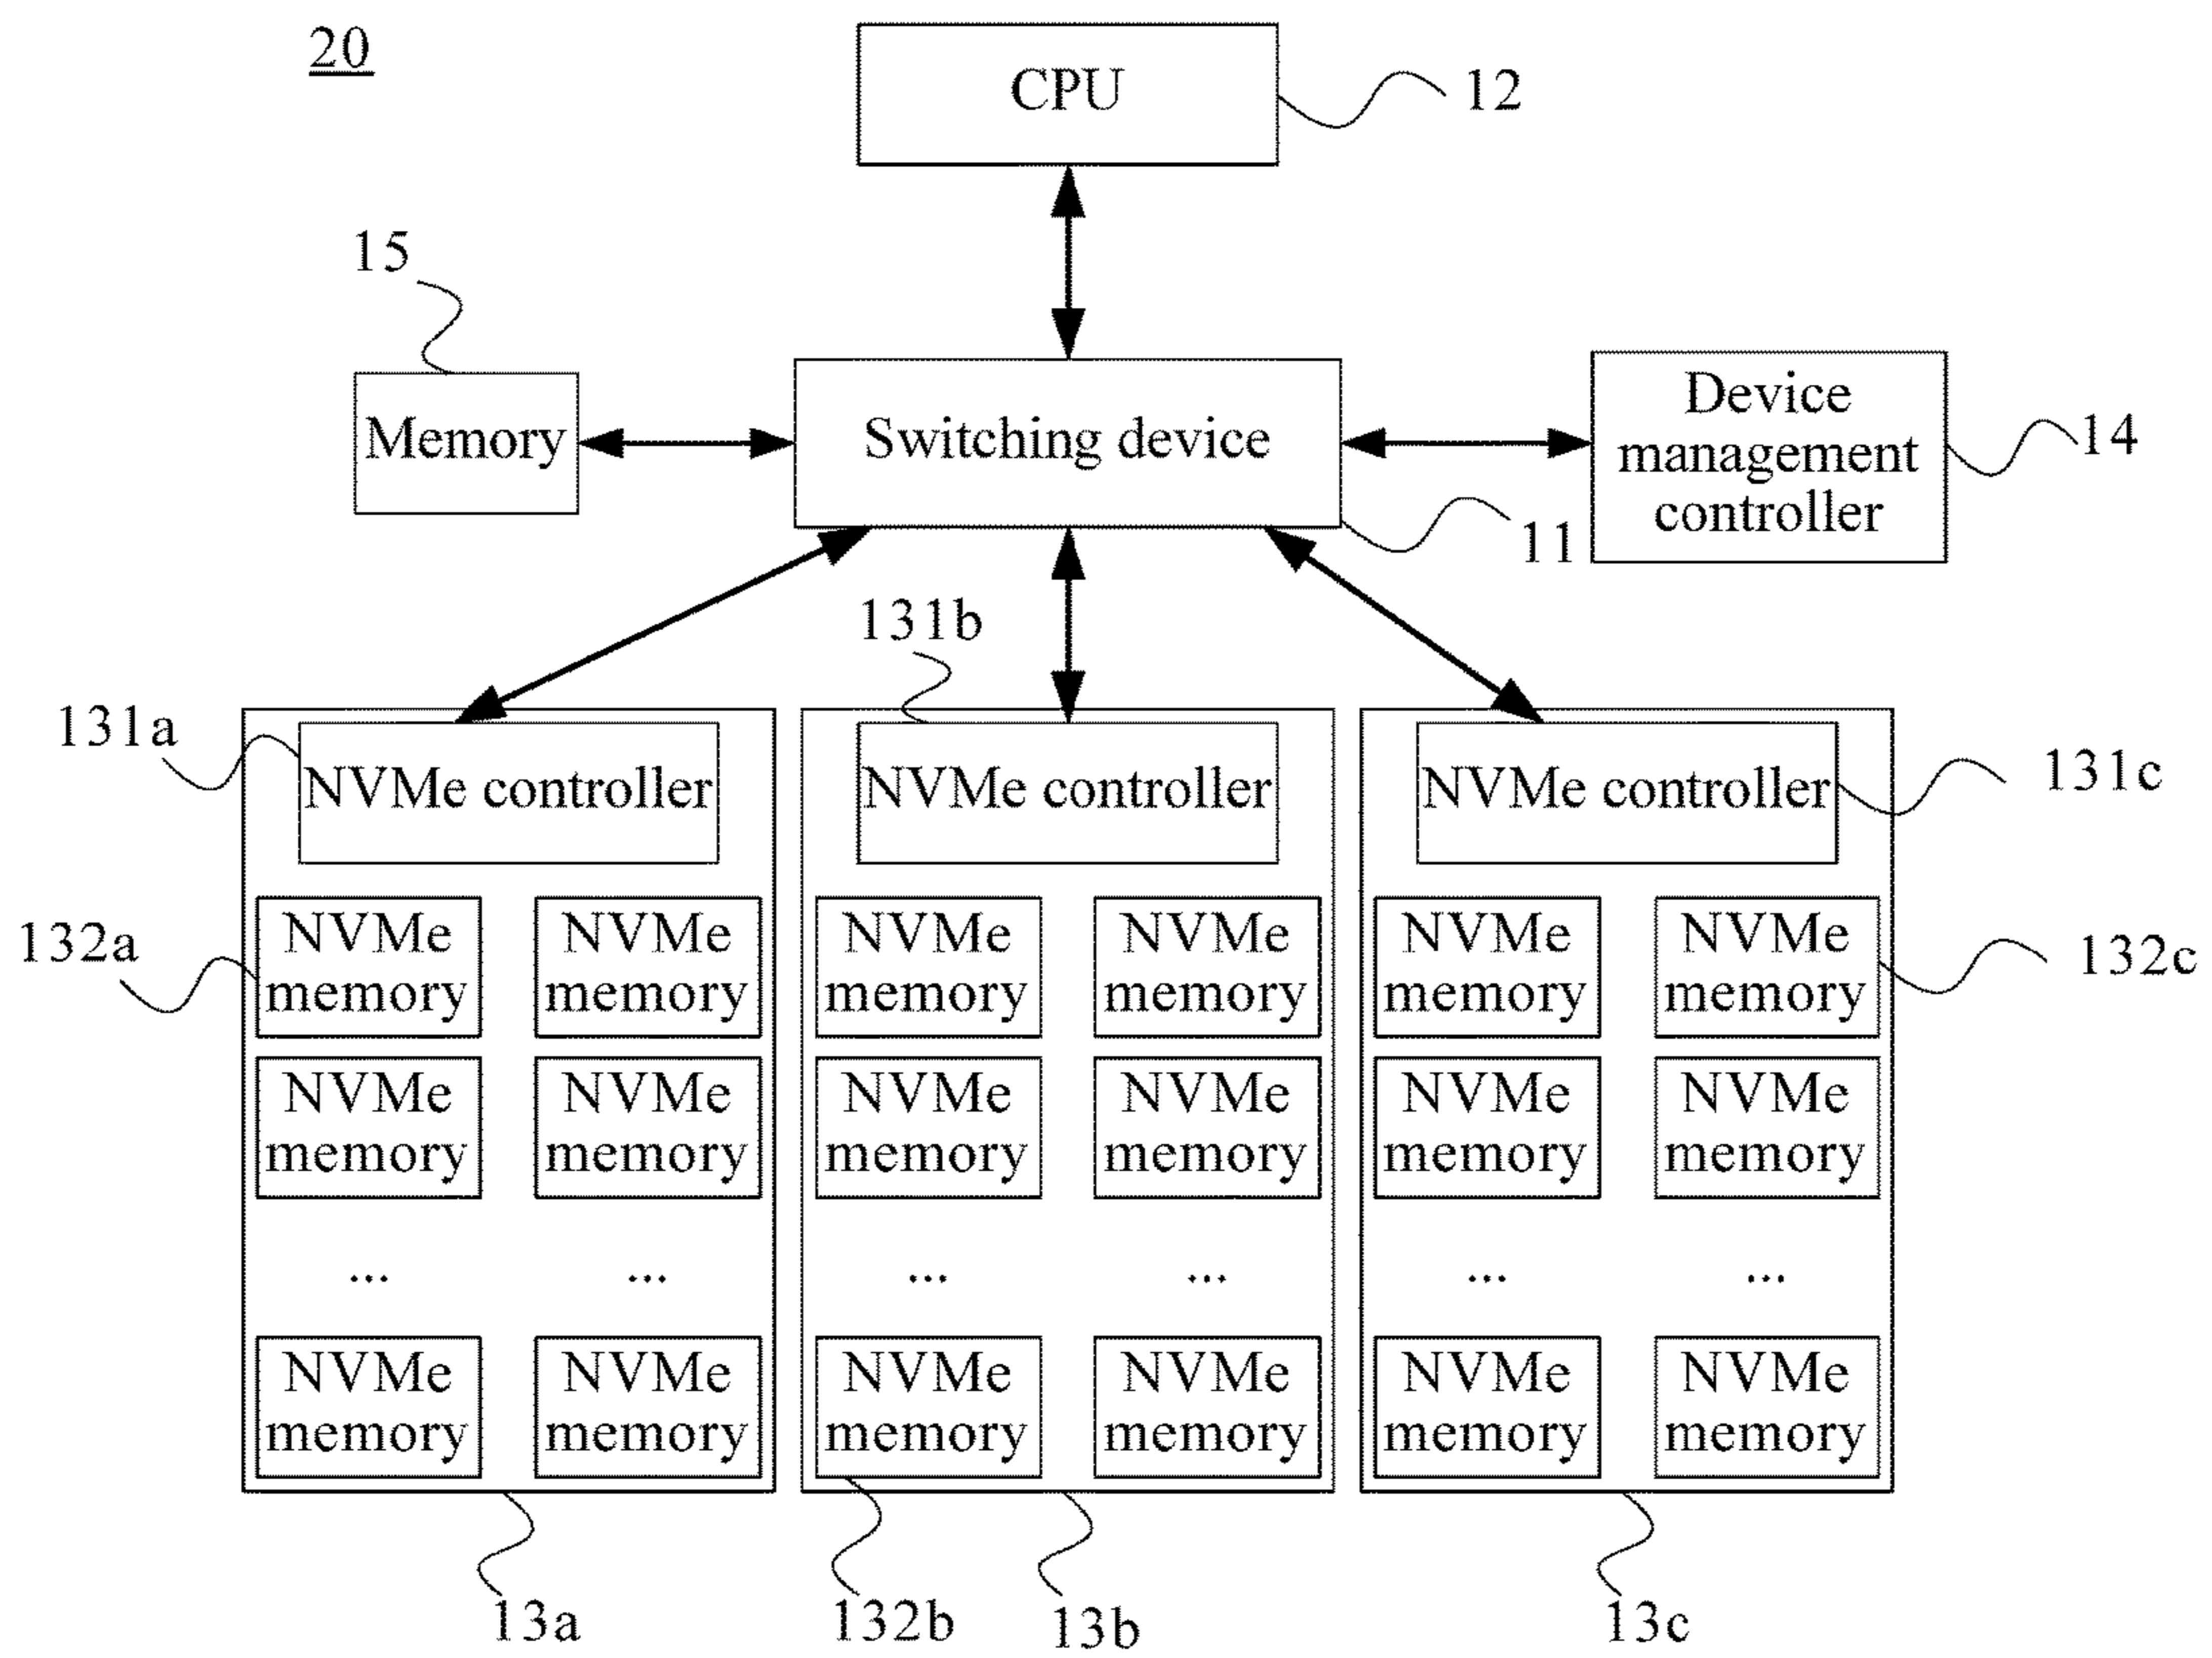 20
CPU
12
15
Memory
Switching device
Device
management
controller
14
11
131b
131a
NVMe controller
NVMe controller
NVMe controller
131c
132a
NVMe
memory
NVMe
memory
NVMe
memory
NVMe
memory
NVMe
memory
NVMe
memory
132c
NVMe
memory
NVMe
memory
NVMe
memory
NVMe
memory
NVMe
memory
NVMe
memory
...
...
...
...
...
...
NVMe
memory
NVMe
memory
NVMe
memory
NVMe
memory
NVMe
memory
NVMe
memory
13a
132b
13b
13c